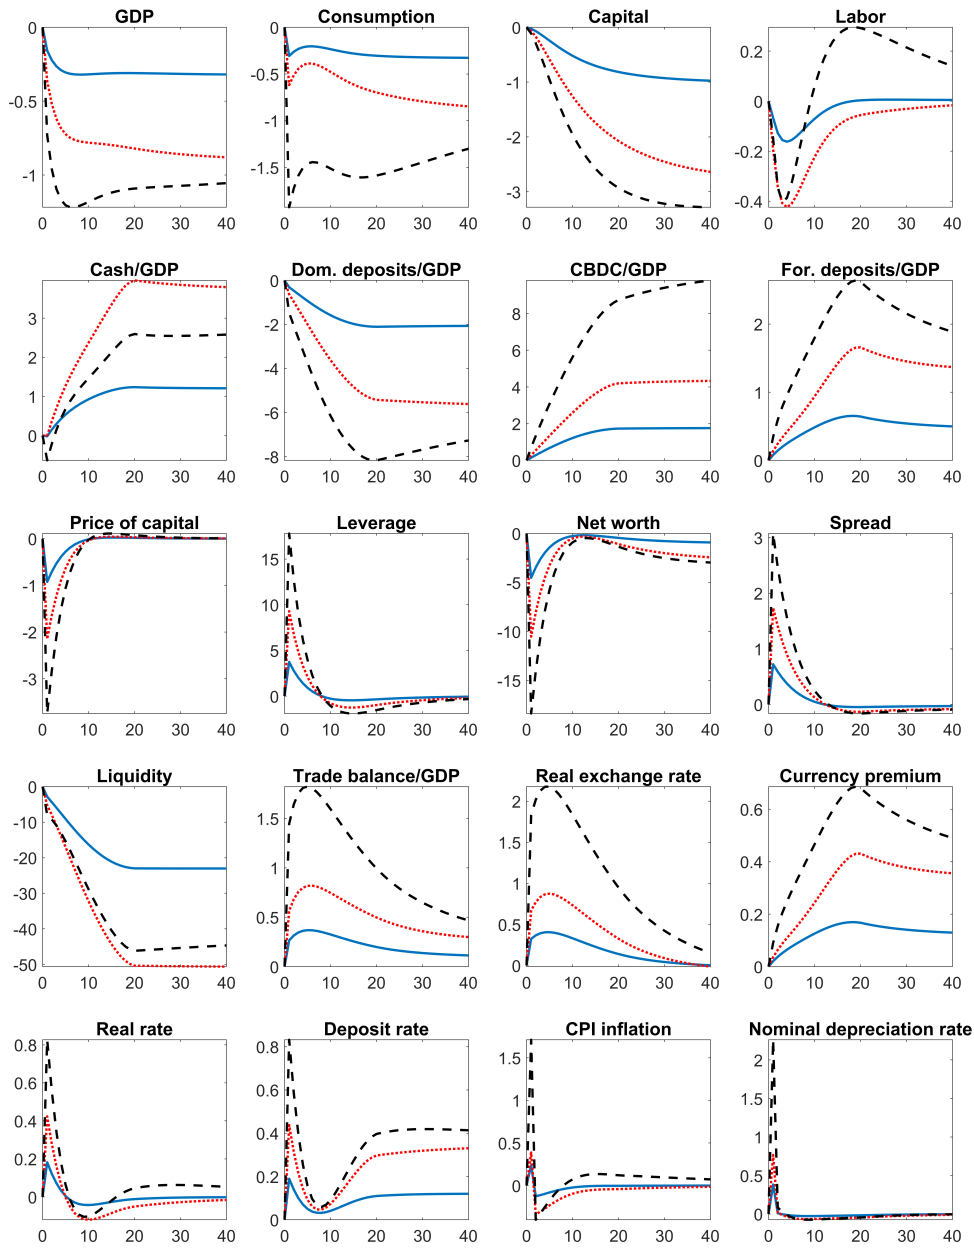 GDP Consumption Capital Labor
0 0 0 0.2
-0.5 -0.5 -1 0
-1 -1 -2 -0.2
-1.5 -3 -0.4
0 10 20 30 40 0 10 20 30 40 0 10 20 30 40 0 10 20 30 40
Cash/GDP Dom. deposits/GDP CBDC/GDP For. deposits/GDP
3 0 8 2
2 -2 6 1
1 -4 4 0
0 -6 2
-8 0
0 10 20 30 40 0 10 20 30 40 0 10 20 30 40 0 10 20 30 40
Price of capital Leverage Net worth Spread
0 15 0 3
-1 10 -5 2
-2 5 -10 1
-3 0 -15 0
0 10 20 30 40 0 10 20 30 40 0 10 20 30 40 0 10 20 30 40
Liquidity Trade balance/GDP Real exchange rate Currency premium
0 1.5 2 0.6
-10 1 1.5 0.4
-20 0.5 1 0.2
-30 0 0.5 0
-40 0
-50
0 10 20 30 40 0 10 20 30 40 0 10 20 30 40 0 10 20 30 40
Real rate Deposit rate CPI inflation Nominal depreciation rate
0.8 0.8 1.5 2
0.6 0.6 1 1.5
0.4 0.4 0.5 1
0.2 0.2 0 0.5
0 0 0
0 10 20 30 40 0 10 20 30 40 0 10 20 30 40 0 10 20 30 40